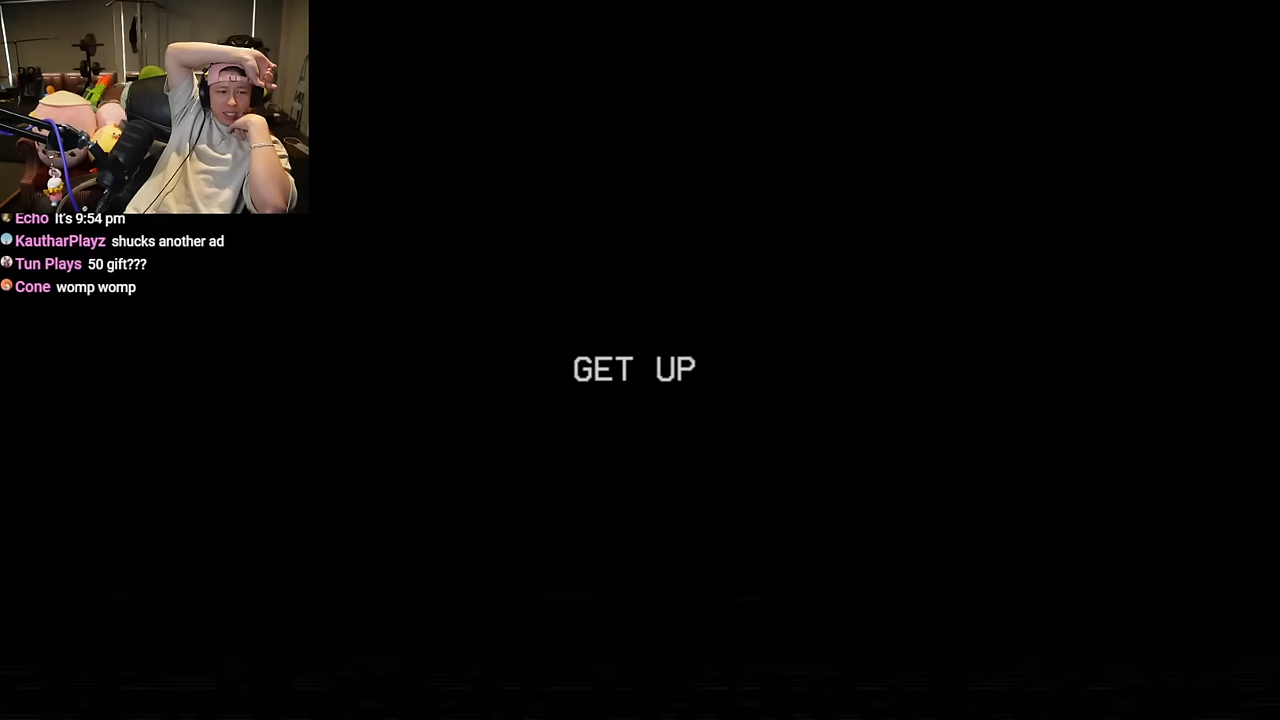 Echo It's 9:54 pm
KautharPlayz shucks another ad
Tun Plays 50 gift???
Cone womp womp
GET UP